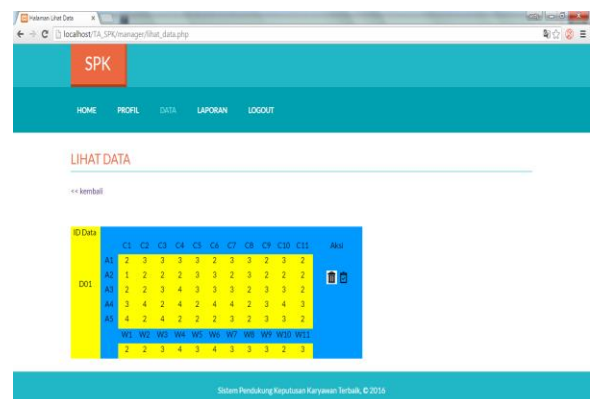 Halaman Lihat Data
localhost/TA_SPK/manager/lihat_data.php
SPK
HOME PROFIL DATA LAPORAN LOGOUT
LIHAT DATA
<< kembali
ID Data
C1 C2 C3 C4 C5 C6 C7 C8 C9 C10 C11 Aksi
A1 2 3 3 3 3 2 3 3 2 3 2
A2 1 2 2 2 3 3 2 3 2 2 2
D01 A3 2 2 3 4 3 3 3 2 3 3 2
A4 3 4 2 4 2 4 4 2 3 4 3
A5 4 2 4 2 2 2 3 2 3 3 2
W1 W2 W3 W4 W5 W6 W7 W8 W9 W10 W11
2 2 3 4 3 4 3 3 3 2 3
Sistem Pendukung Keputusan Karyawan Terbaik, © 2016